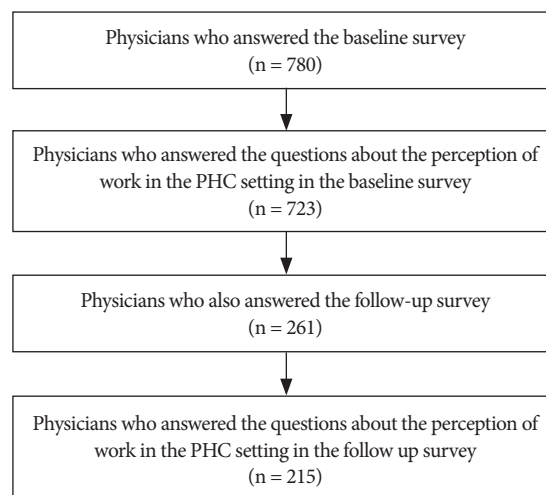 Physicians who answered the baseline survey
(n = 780)
Physicians who answered the questions about the perception of
work in the PHC setting in the baseline survey
(n = 723)
Physicians who also answered the follow-up survey
(n = 261)
Physicians who answered the questions about the perception of
work in the PHC setting in the follow up survey
(n = 215)